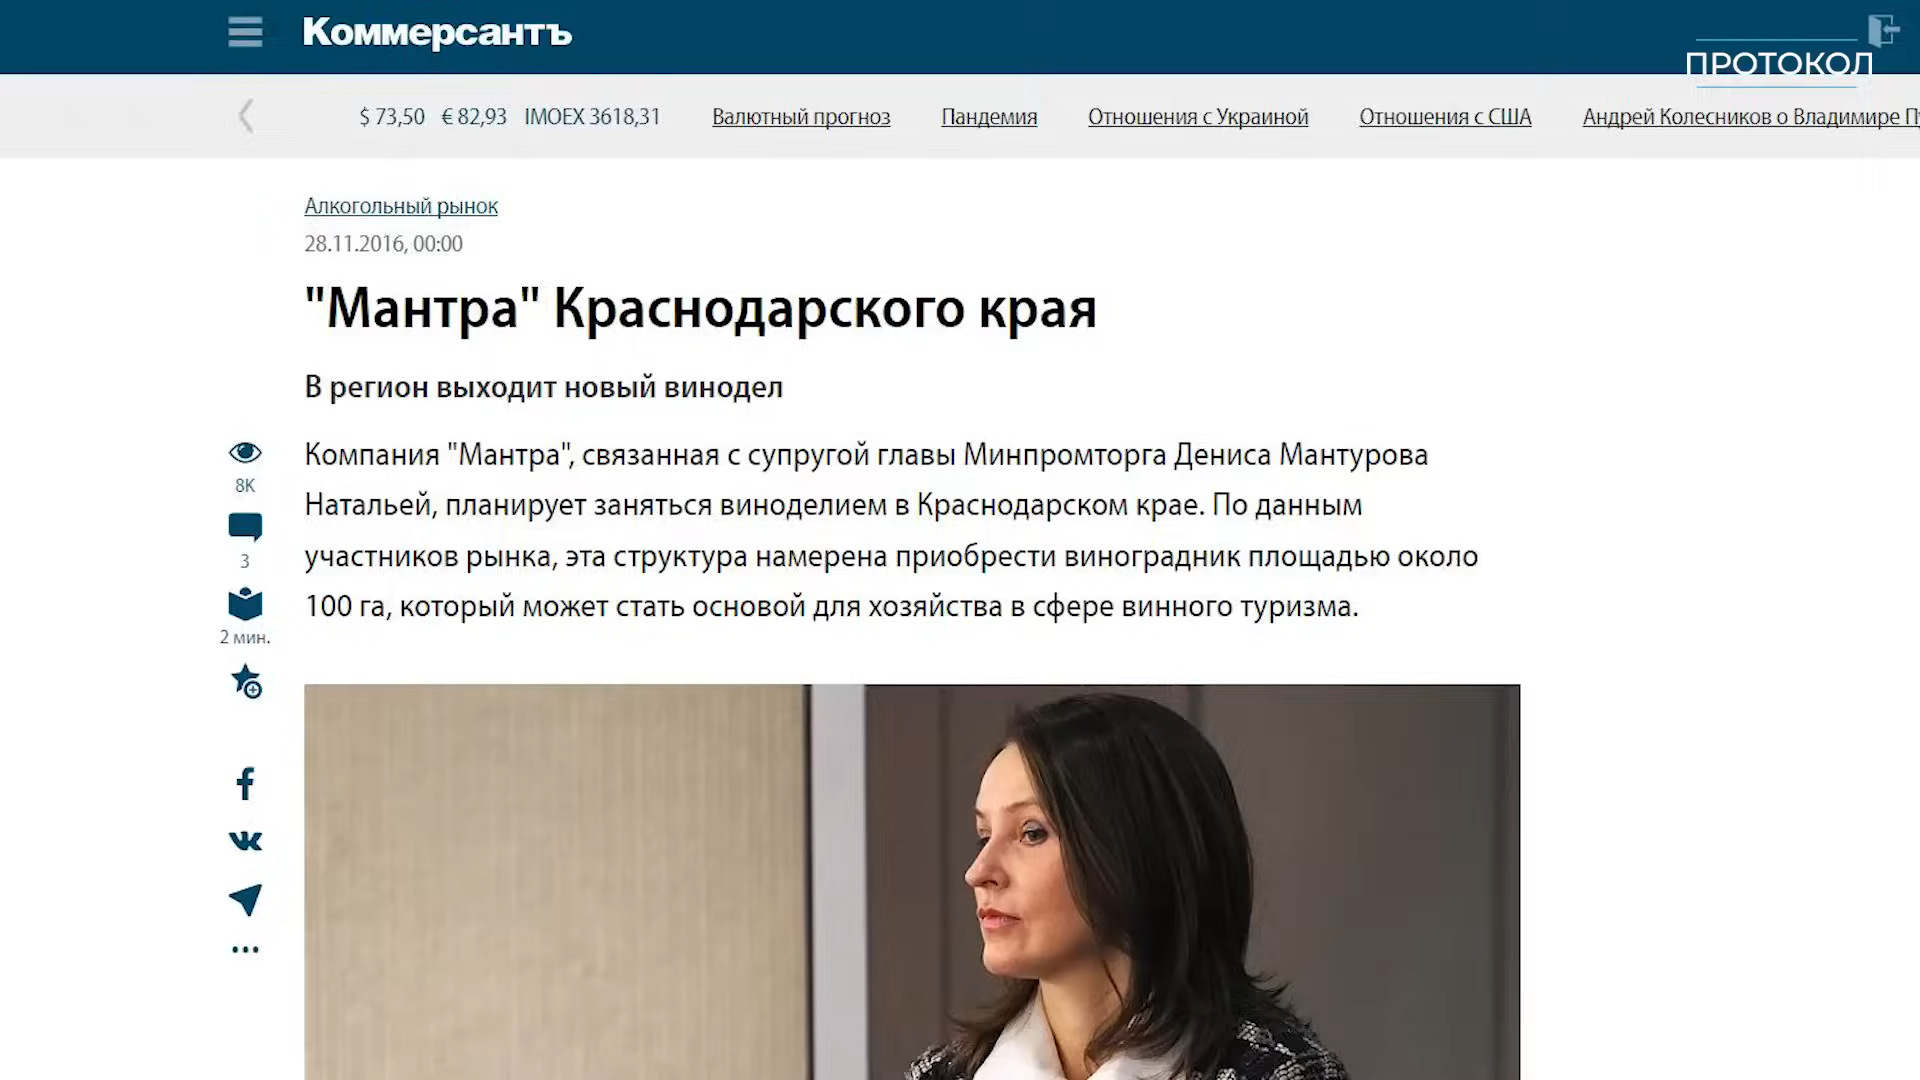 Коммерсантъ
ПРОТОКОЛ
$ 73,50 € 82,93 IMOEX 3618,31 Валютный прогноз Пандемия Отношения с Украиной Отношения с США Андрей Колесников о Владимире
Алкогольный рынок
28.11.2016, 00:00
"Мантра" Краснодарского края
В регион выходит новый винодел
Компания "Мантра", связанная с супругой главы Минпромторга Дениса Мантурова
Натальей, планирует заняться виноделием в Краснодарском крае. По данным
участников рынка, эта структура намерена приобрести виноградник площадью около
100 га, который может стать основой для хозяйства в сфере винного туризма.
8K
3
2 мин.